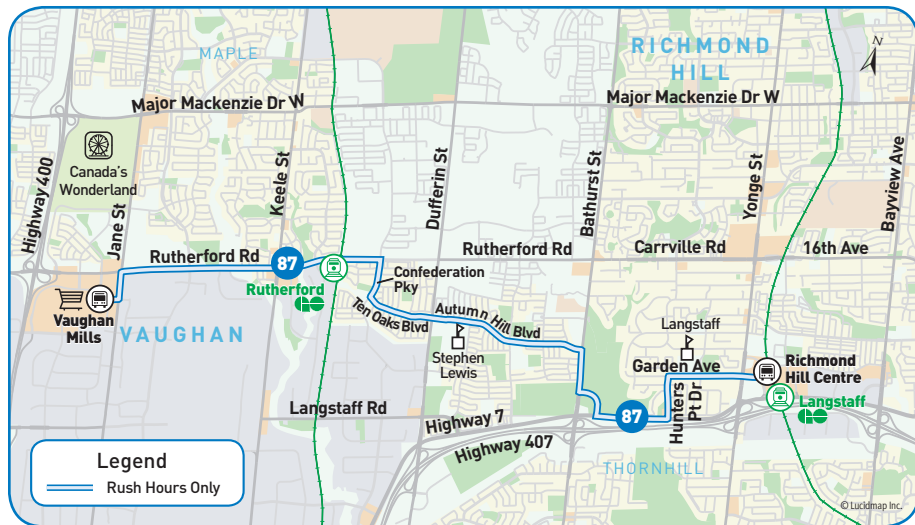 MAPLE
RICHMOND
HILL
N
Major Mackenzie Dr W
Major Mackenzie Dr W
Canada's
Wonderland
Highway 400
Jane St
Keele St
Dufferin St
Bathurst St
Yonge St
Bayview Ave
Rutherford Rd
87
Rutherford Rd
Carrville Rd
16th Ave
Rutherford
Confederation
Pky
Vaughan
Mills
VAUGHAN
Ten Oaks Blvd
Autumn Hill Blvd
Stephen
Lewis
Langstaff
Garden Ave
Richmond
Hill Centre
Hunters
Pt Dr
Langstaff
Langstaff Rd
Highway 7
87
Highway 407
THORNHILL
Legend
Rush Hours Only
© Lucidmap Inc.